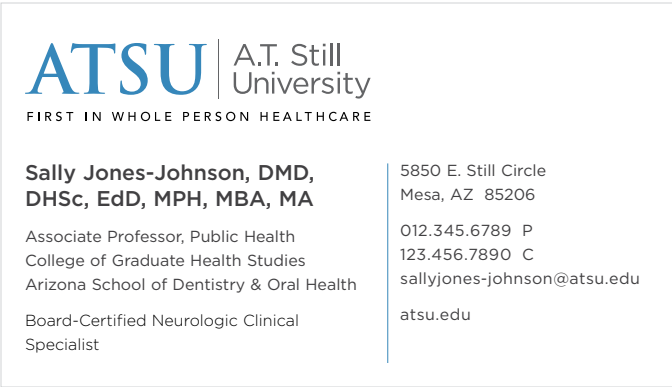 ATSU
A.T. Still
University
FIRST IN WHOLE PERSON HEALTHCARE
Sally Jones-Johnson, DMD,
DHSc, EdD, MPH, MBA, MA
Associate Professor, Public Health
College of Graduate Health Studies
Arizona School of Dentistry & Oral Health
Board-Certified Neurologic Clinical
Specialist
5850 E. Still Circle
Mesa, AZ  85206
012.345.6789  P
123.456.7890  C
sallyjones-johnson@atsu.edu
atsu.edu